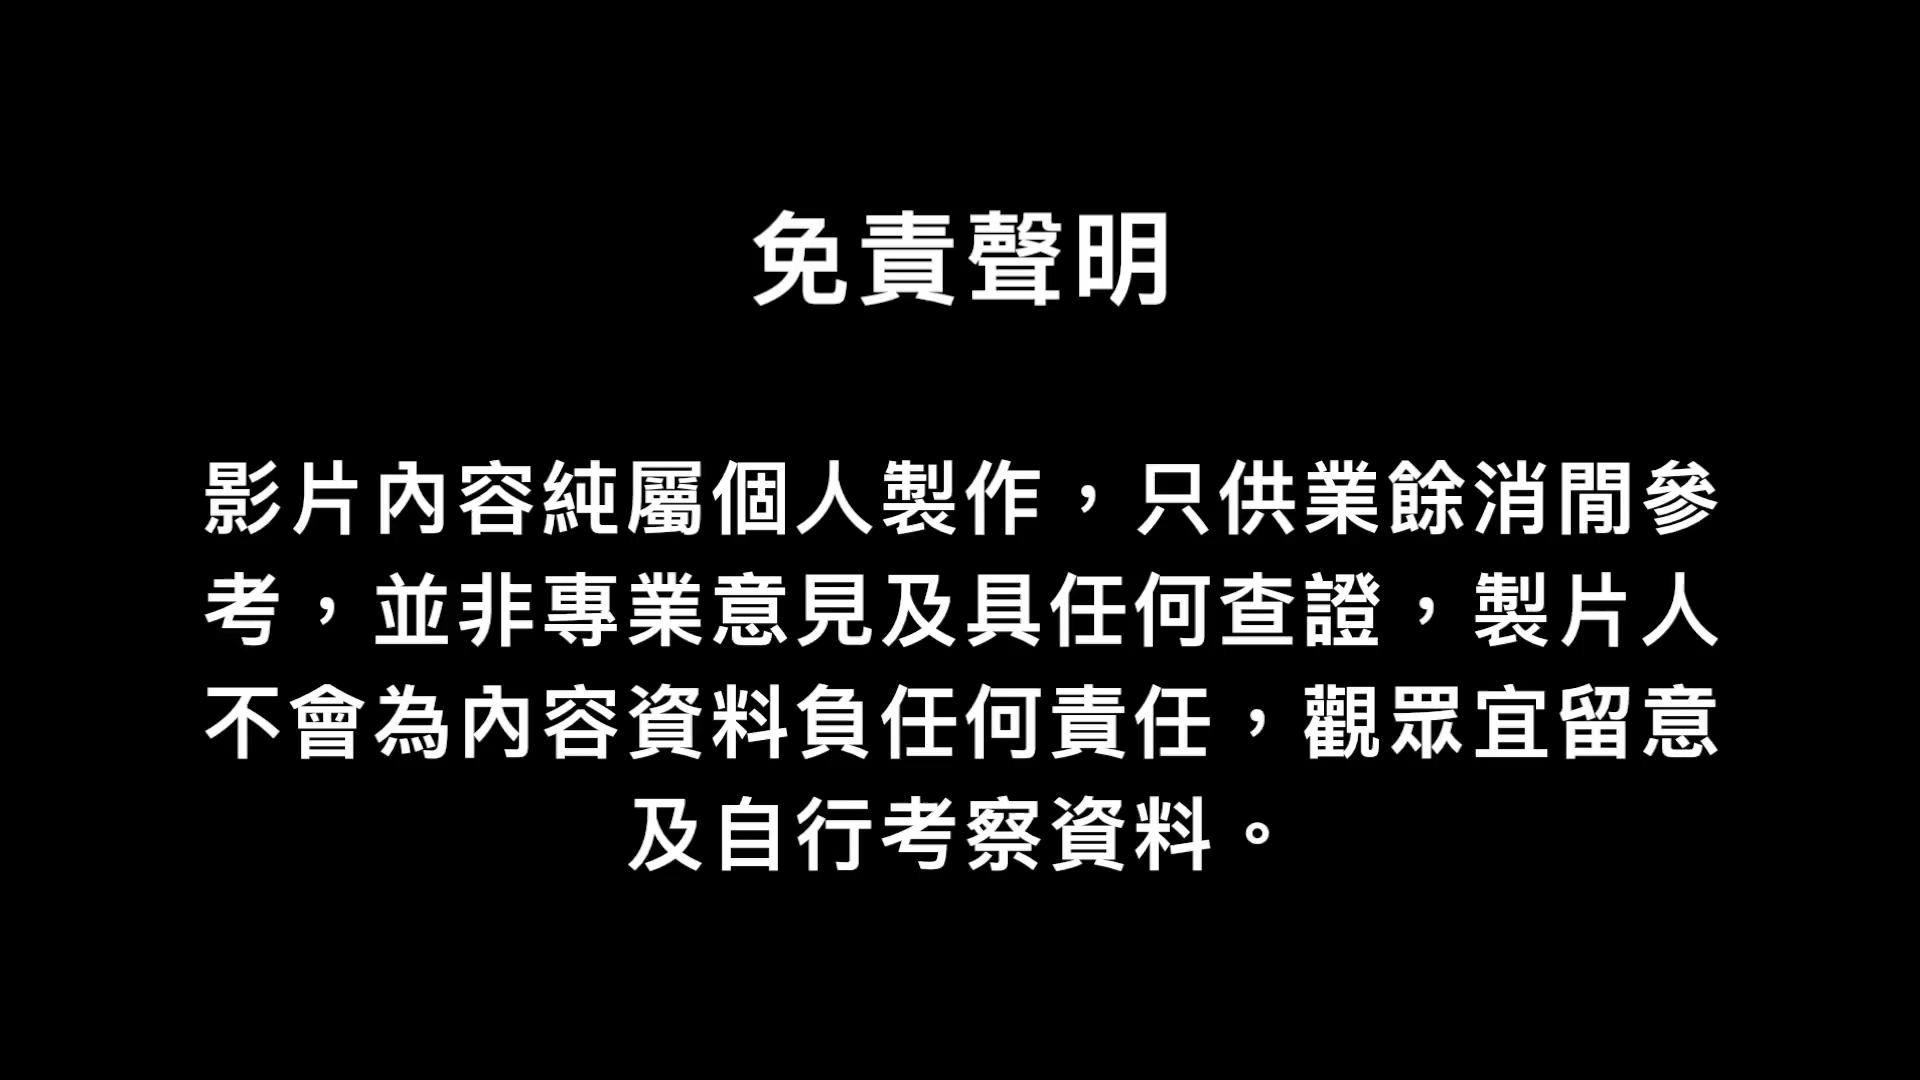 免責聲明
影片內容純屬個人製作，只供業餘消閒參
考，並非專業意見及具任何查證，製片人
不會為內容資料負任何責任，觀眾宜留意
及自行考察資料。